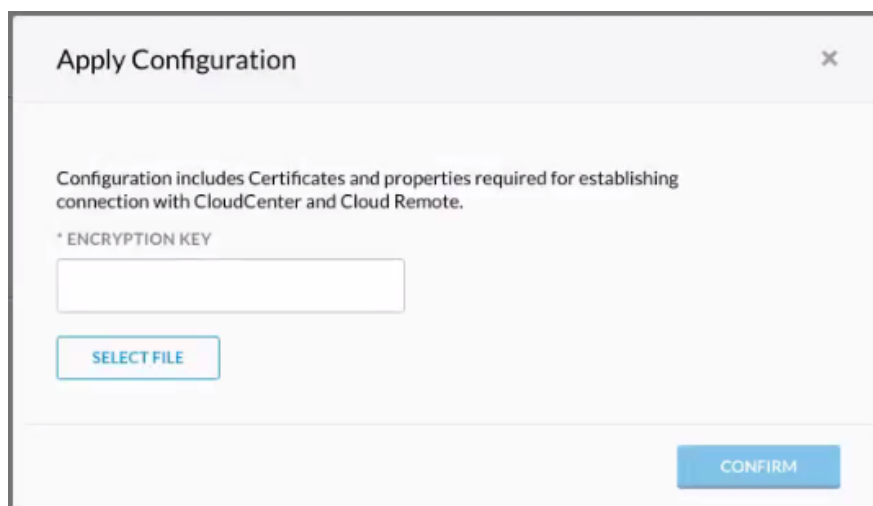 Apply Configuration
Configuration includes Certificates and properties required for establishing
connection with CloudCenter and Cloud Remote.
* ENCRYPTION KEY
SELECT FILE
CONFIRM